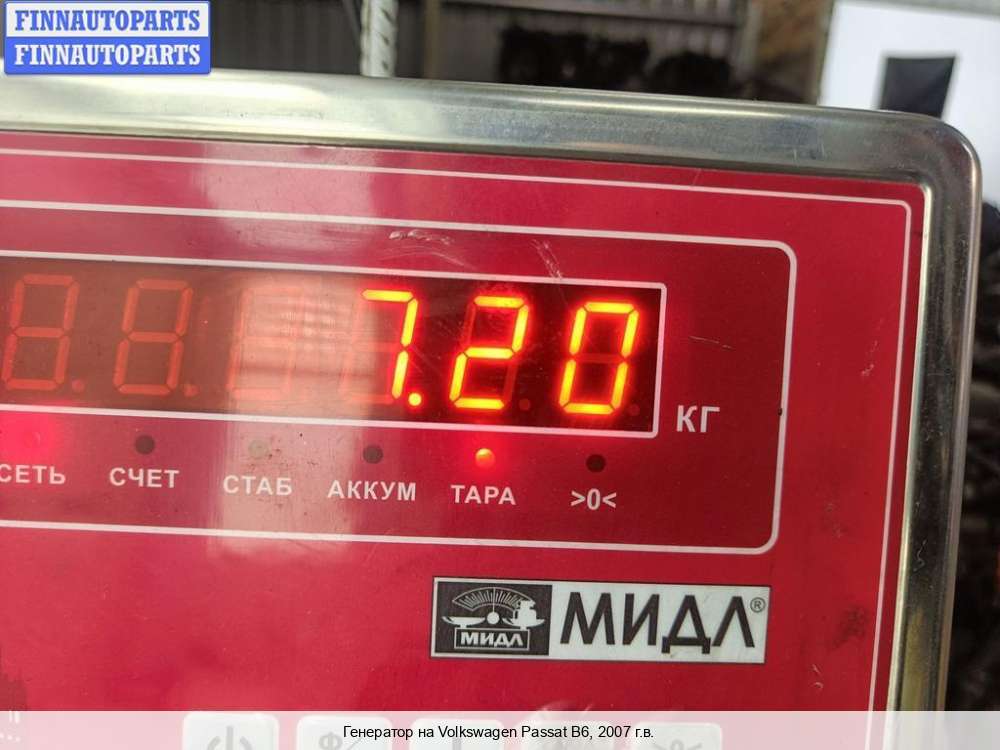 FINNAUTOPARTS
FINNAUTOPARTS
7.20
КГ
СЕТЬ СЧЕТ СТАБ АККУМ ТАРА >0<
МИДЛ МИДЛ®
>0<
Генератор на Volkswagen Passat B6, 2007 г.в.